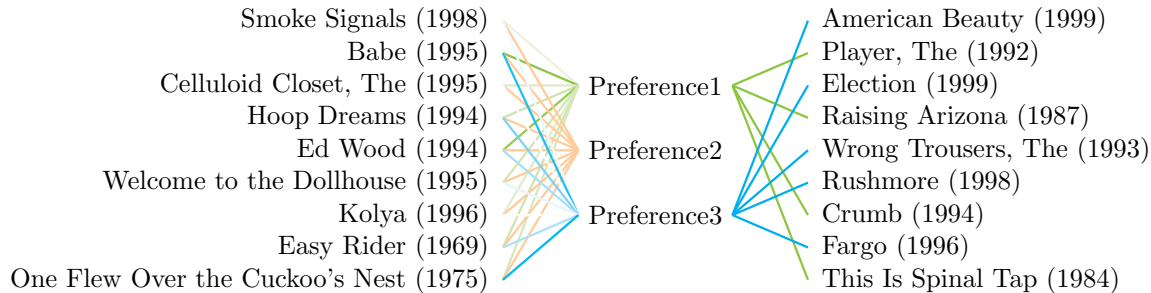 Smoke Signals (1998)
Babe (1995)
Celluloid Closet, The (1995)
Hoop Dreams (1994)
Ed Wood (1994)
Welcome to the Dollhouse (1995)
Kolya (1996)
Easy Rider (1969)
One Flew Over the Cuckoo's Nest (1975)
Preference1
Preference2
Preference3
American Beauty (1999)
Player, The (1992)
Election (1999)
Raising Arizona (1987)
Wrong Trousers, The (1993)
Rushmore (1998)
Crumb (1994)
Fargo (1996)
This Is Spinal Tap (1984)